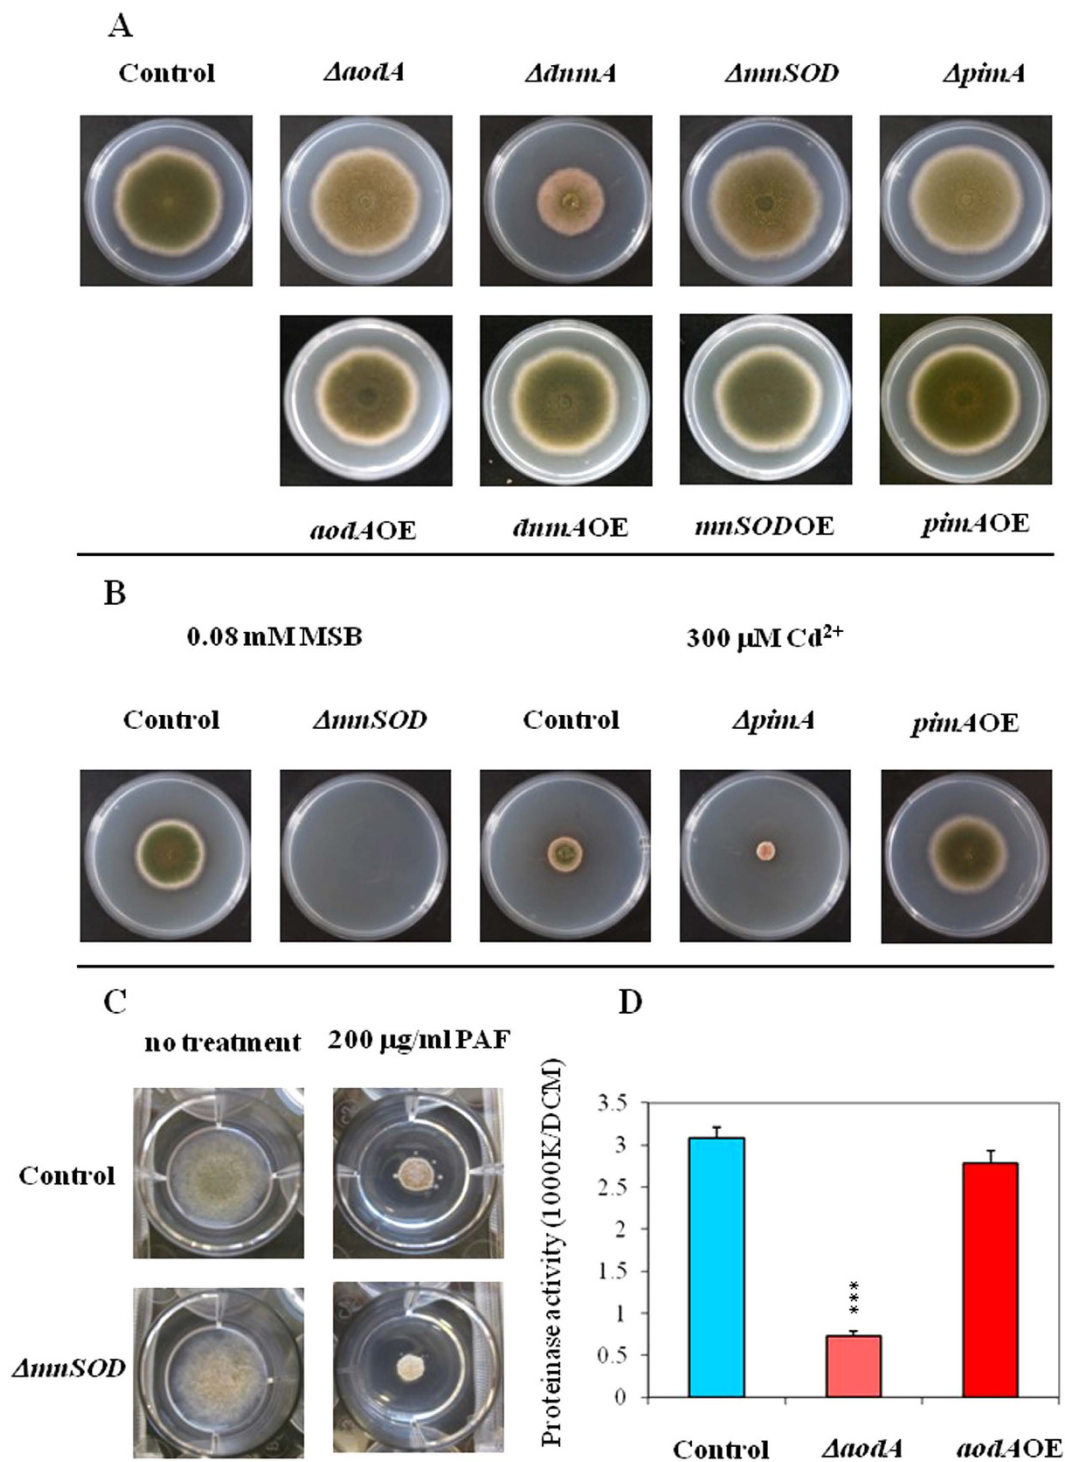 A
Control ΔaodA ΔdnmA ΔmnSOD ΔpimA
aodAOE dnmAOE mnSODOE pimAOE
B
0.08 mM MSB 300 μM Cd²⁺
Control ΔmnSOD Control ΔpimA pimAOE
C
no treatment 200 μg/ml PAF
Control
ΔmnSOD
D
Proteinase activity (1000K/DCM)
3.5
3
2.5
2
1.5
1
0.5
0
***
Control ΔaodA aodAOE